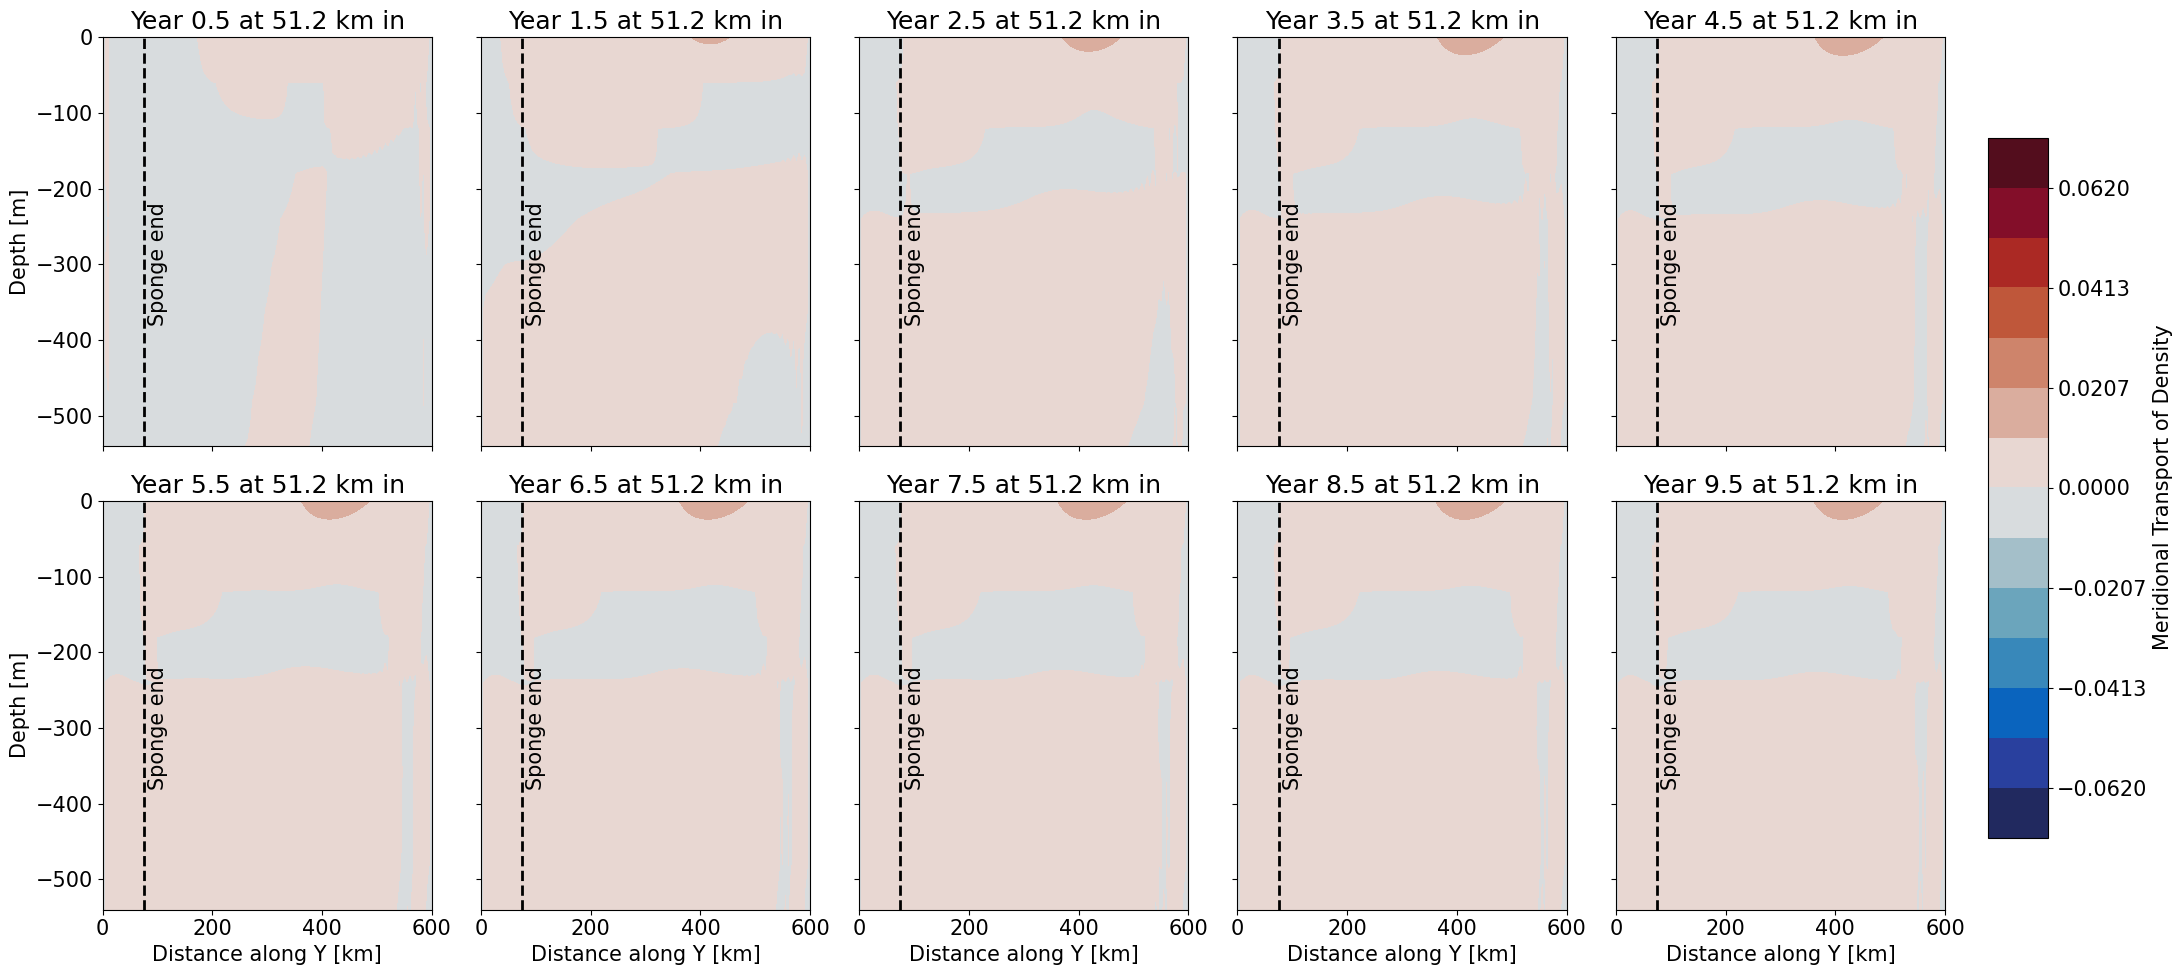 Year 0.5 at 51.2 km in
Year 1.5 at 51.2 km in
Year 2.5 at 51.2 km in
Year 3.5 at 51.2 km in
Year 4.5 at 51.2 km in
0
−100
−200
−300
−400
−500
Depth [m]
Sponge end
Sponge end
Sponge end
Sponge end
Sponge end
Year 5.5 at 51.2 km in
Year 6.5 at 51.2 km in
Year 7.5 at 51.2 km in
Year 8.5 at 51.2 km in
Year 9.5 at 51.2 km in
0
−100
−200
−300
−400
−500
Depth [m]
Sponge end
Sponge end
Sponge end
Sponge end
Sponge end
0 200 400 600
0 200 400 600
0 200 400 600
0 200 400 600
0 200 400 600
Distance along Y [km]
Distance along Y [km]
Distance along Y [km]
Distance along Y [km]
Distance along Y [km]
0.0620
0.0413
0.0207
0.0000
−0.0207
−0.0413
−0.0620
Meridional Transport of Density